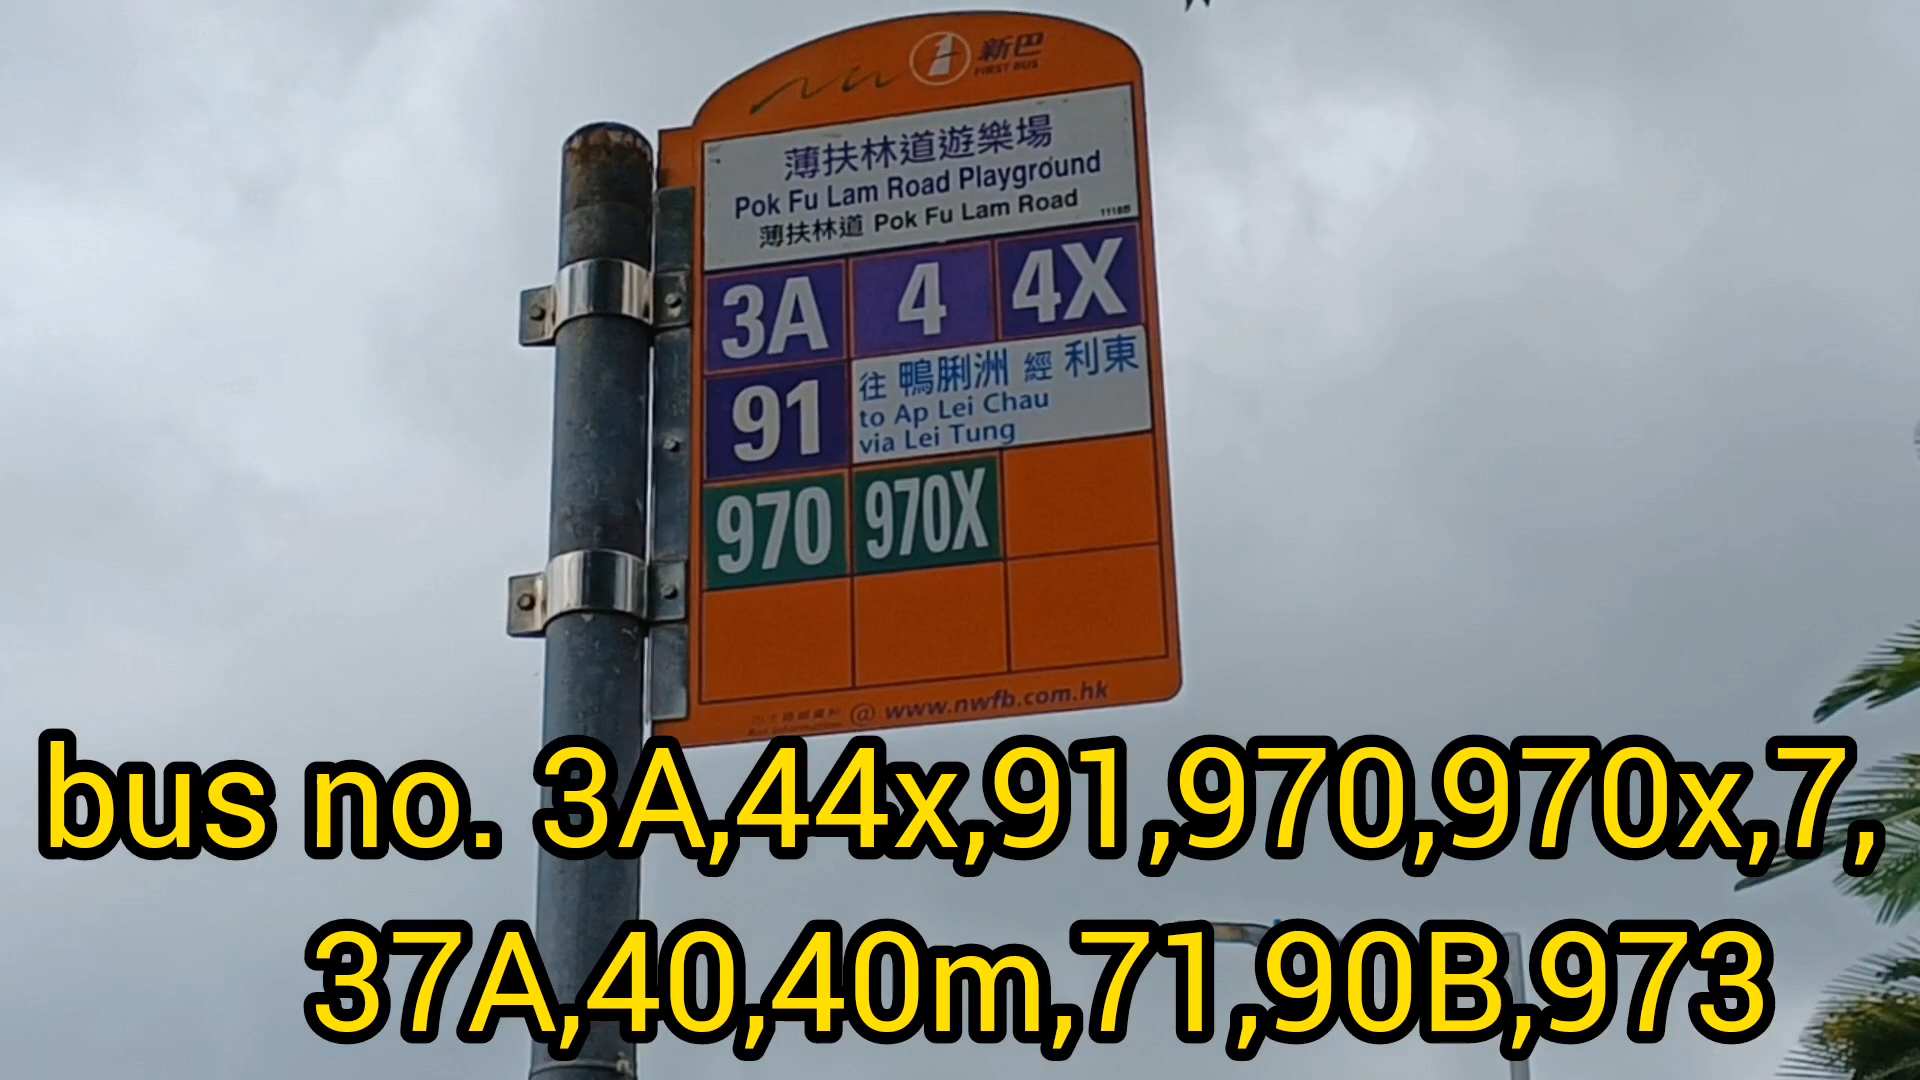 新巴
FIRST BUS
薄扶林道遊樂場
Pok Fu Lam Road Playground
薄扶林道 Pok Fu Lam Road
3A 4 4X
91
往 鴨脷洲 經 利東
to Ap Lei Chau
via Lei Tung
970 970X
@ www.nwfb.com.hk
bus no. 3A,44x,91,970,970x,7,
37A,40,40m,71,90B,973